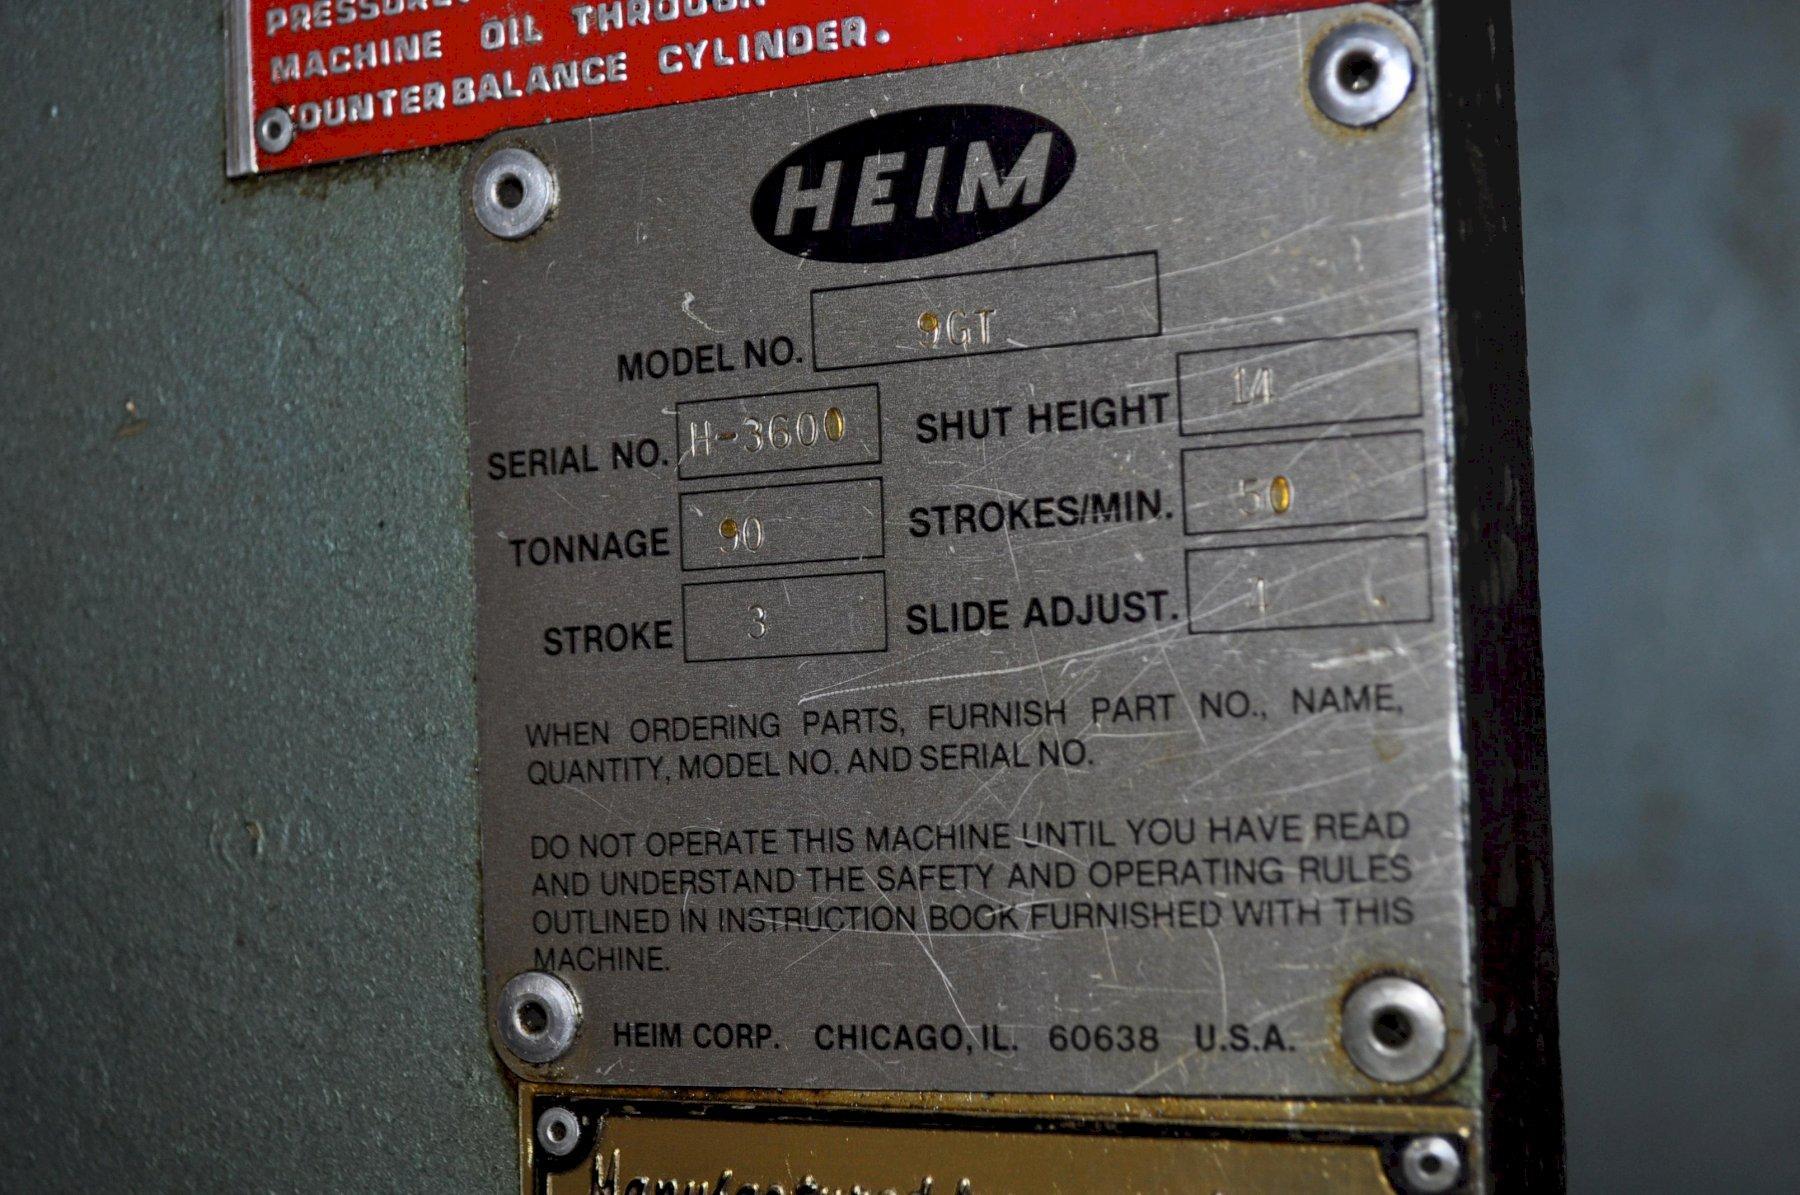 MACHINE OIL THROUGH
COUNTERBALANCE CYLINDER.
HEIM
MODEL NO. 9GT
SERIAL NO. H-3600 SHUT HEIGHT 14
TONNAGE 90 STROKES/MIN. 50
STROKE 3 SLIDE ADJUST. 4
WHEN ORDERING PARTS, FURNISH PART NO., NAME,
QUANTITY, MODEL NO. AND SERIAL NO.
DO NOT OPERATE THIS MACHINE UNTIL YOU HAVE READ
AND UNDERSTAND THE SAFETY AND OPERATING RULES
OUTLINED IN INSTRUCTION BOOK FURNISHED WITH THIS
MACHINE.
HEIM CORP. CHICAGO, IL. 60638 U.S.A.
Manufactured